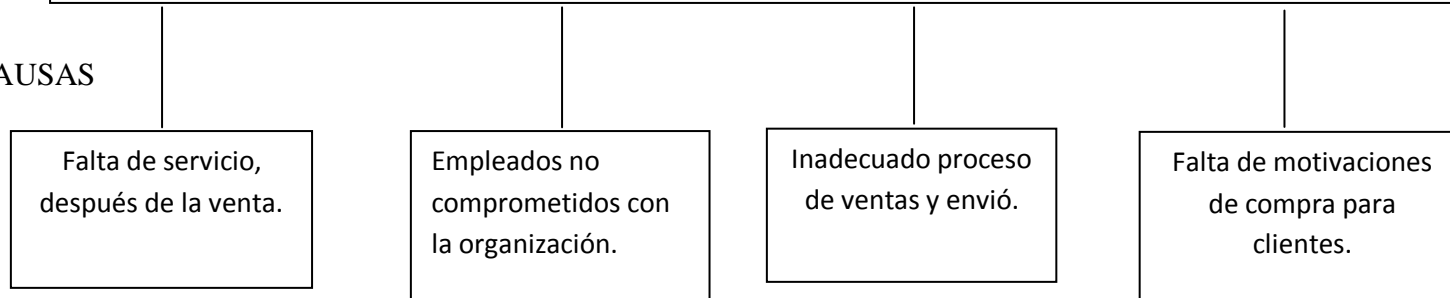 AUSAS
Falta de servicio,
después de la venta.
Empleados no
comprometidos con
la organización.
Inadecuado proceso
de ventas y envió.
Falta de motivaciones
de compra para
clientes.